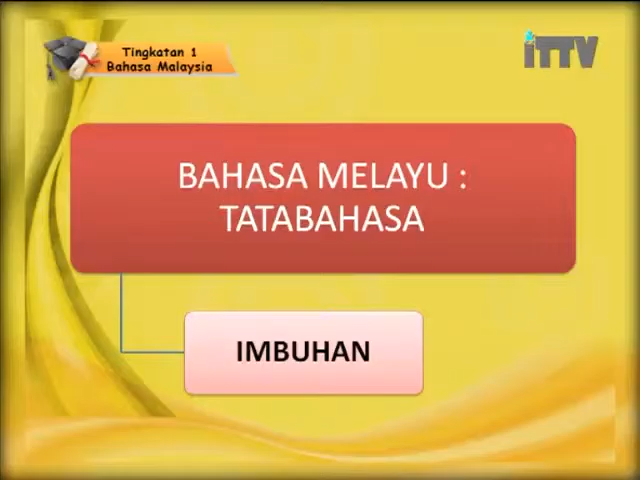 Tingkatan 1
Bahasa Malaysia
iTTV
BAHASA MELAYU :
TATABAHASA
IMBUHAN